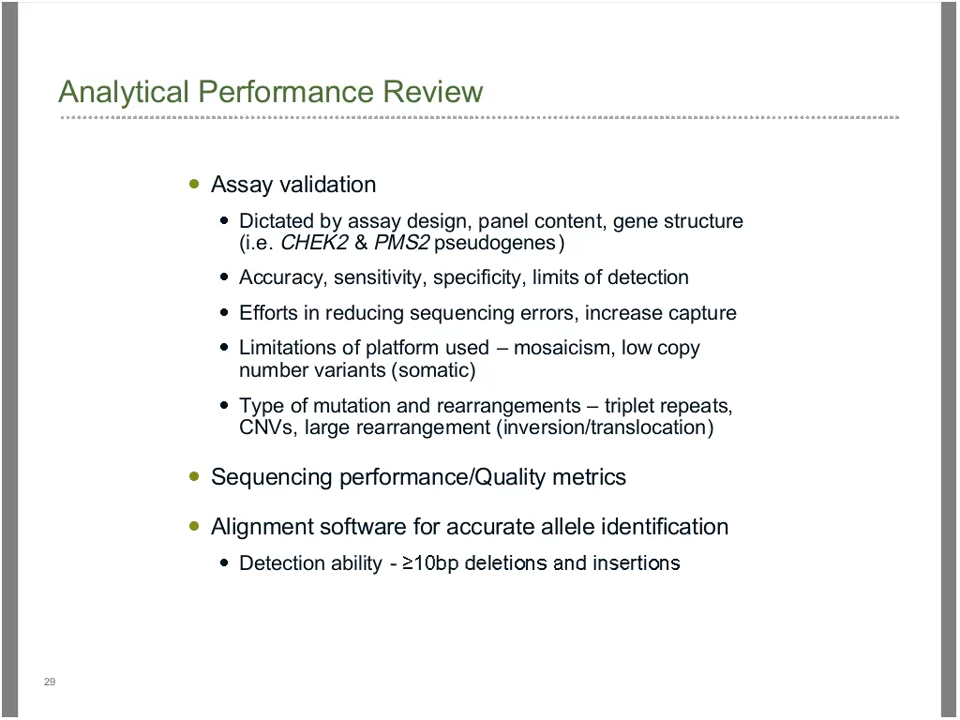 Analytical Performance Review
• Assay validation
• Dictated by assay design, panel content, gene structure
(i.e. CHEK2 & PMS2 pseudogenes)
• Accuracy, sensitivity, specificity, limits of detection
• Efforts in reducing sequencing errors, increase capture
• Limitations of platform used – mosaicism, low copy
number variants (somatic)
• Type of mutation and rearrangements – triplet repeats,
CNVs, large rearrangement (inversion/translocation)
• Sequencing performance/Quality metrics
• Alignment software for accurate allele identification
• Detection ability - ≥10bp deletions and insertions
29